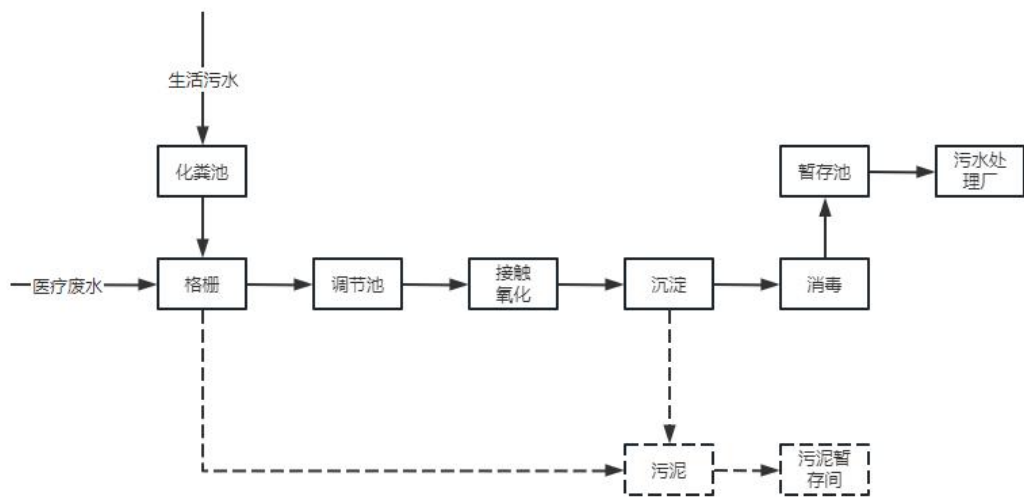 生活污水
化粪池
暂存池
污水处
理厂
医疗废水
格栅
调节池
接触
氧化
沉淀
消毒
污泥
污泥暂
存间